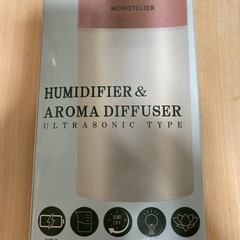 MONOTELIER
HUMIDIFIER &
AROMA DIFFUSER
ULTRASONIC TYPE